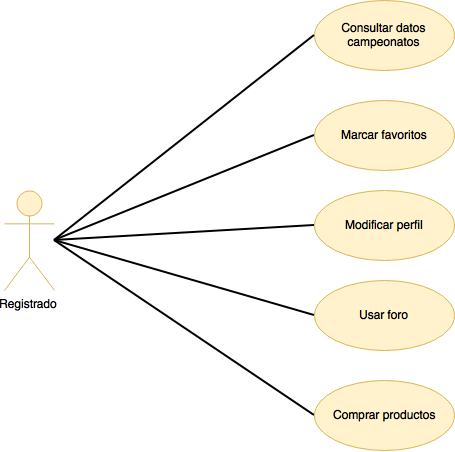 Consultar datos
campeonatos
Marcar favoritos
Modificar perfil
Registrado
Usar foro
Comprar productos